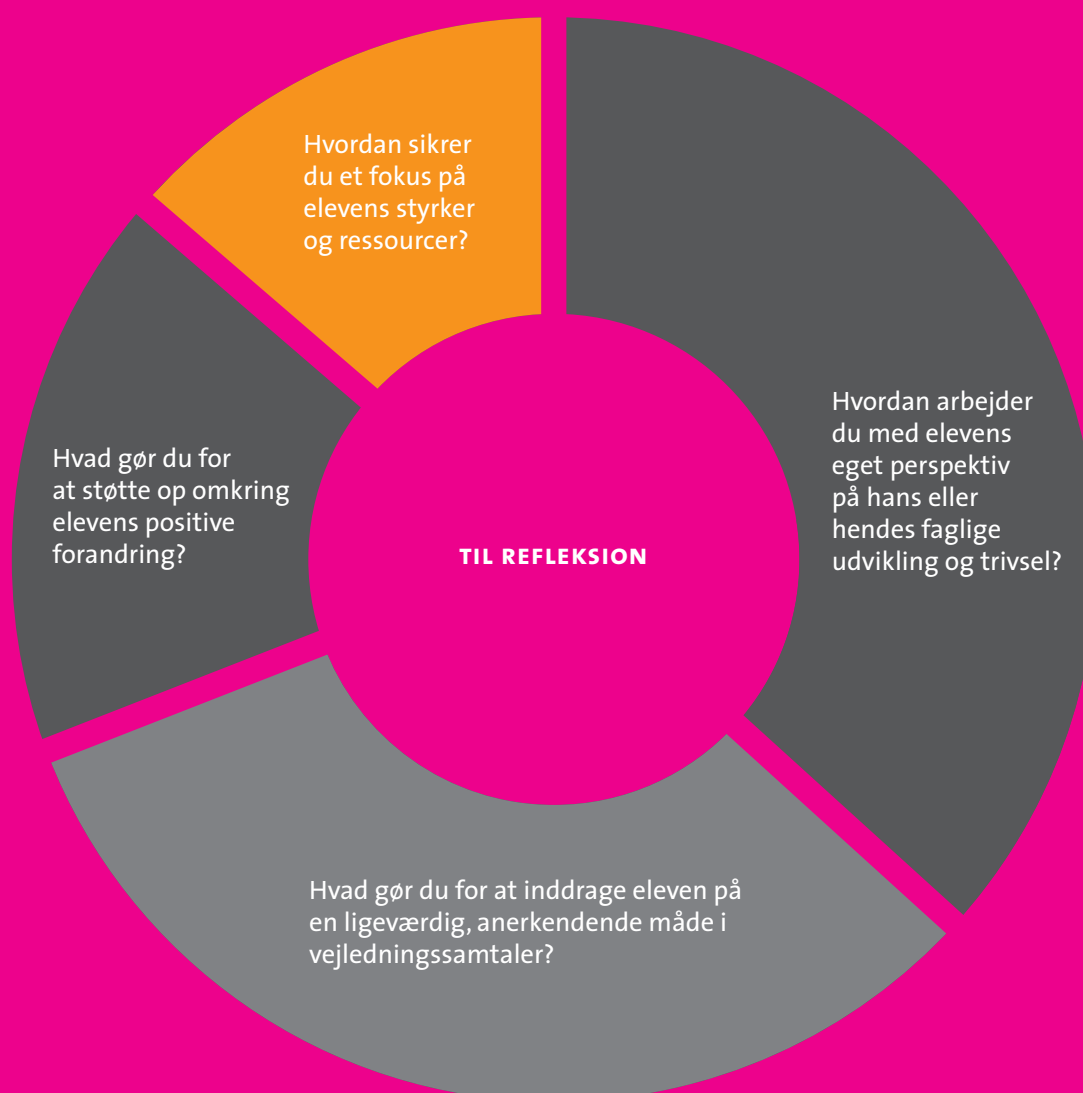 Hvordan sikrer
du et fokus på
elevens styrker
og ressourcer?
Hvordan arbejder
du med elevens
eget perspektiv
på hans eller
hendes faglige
udvikling og trivsel?
Hvad gør du for
at støtte op omkring
elevens positive
forandring?
TIL REFLEKSION
Hvad gør du for at inddrage eleven på
en ligeværdig, anerkendende måde i
vejledningssamtaler?